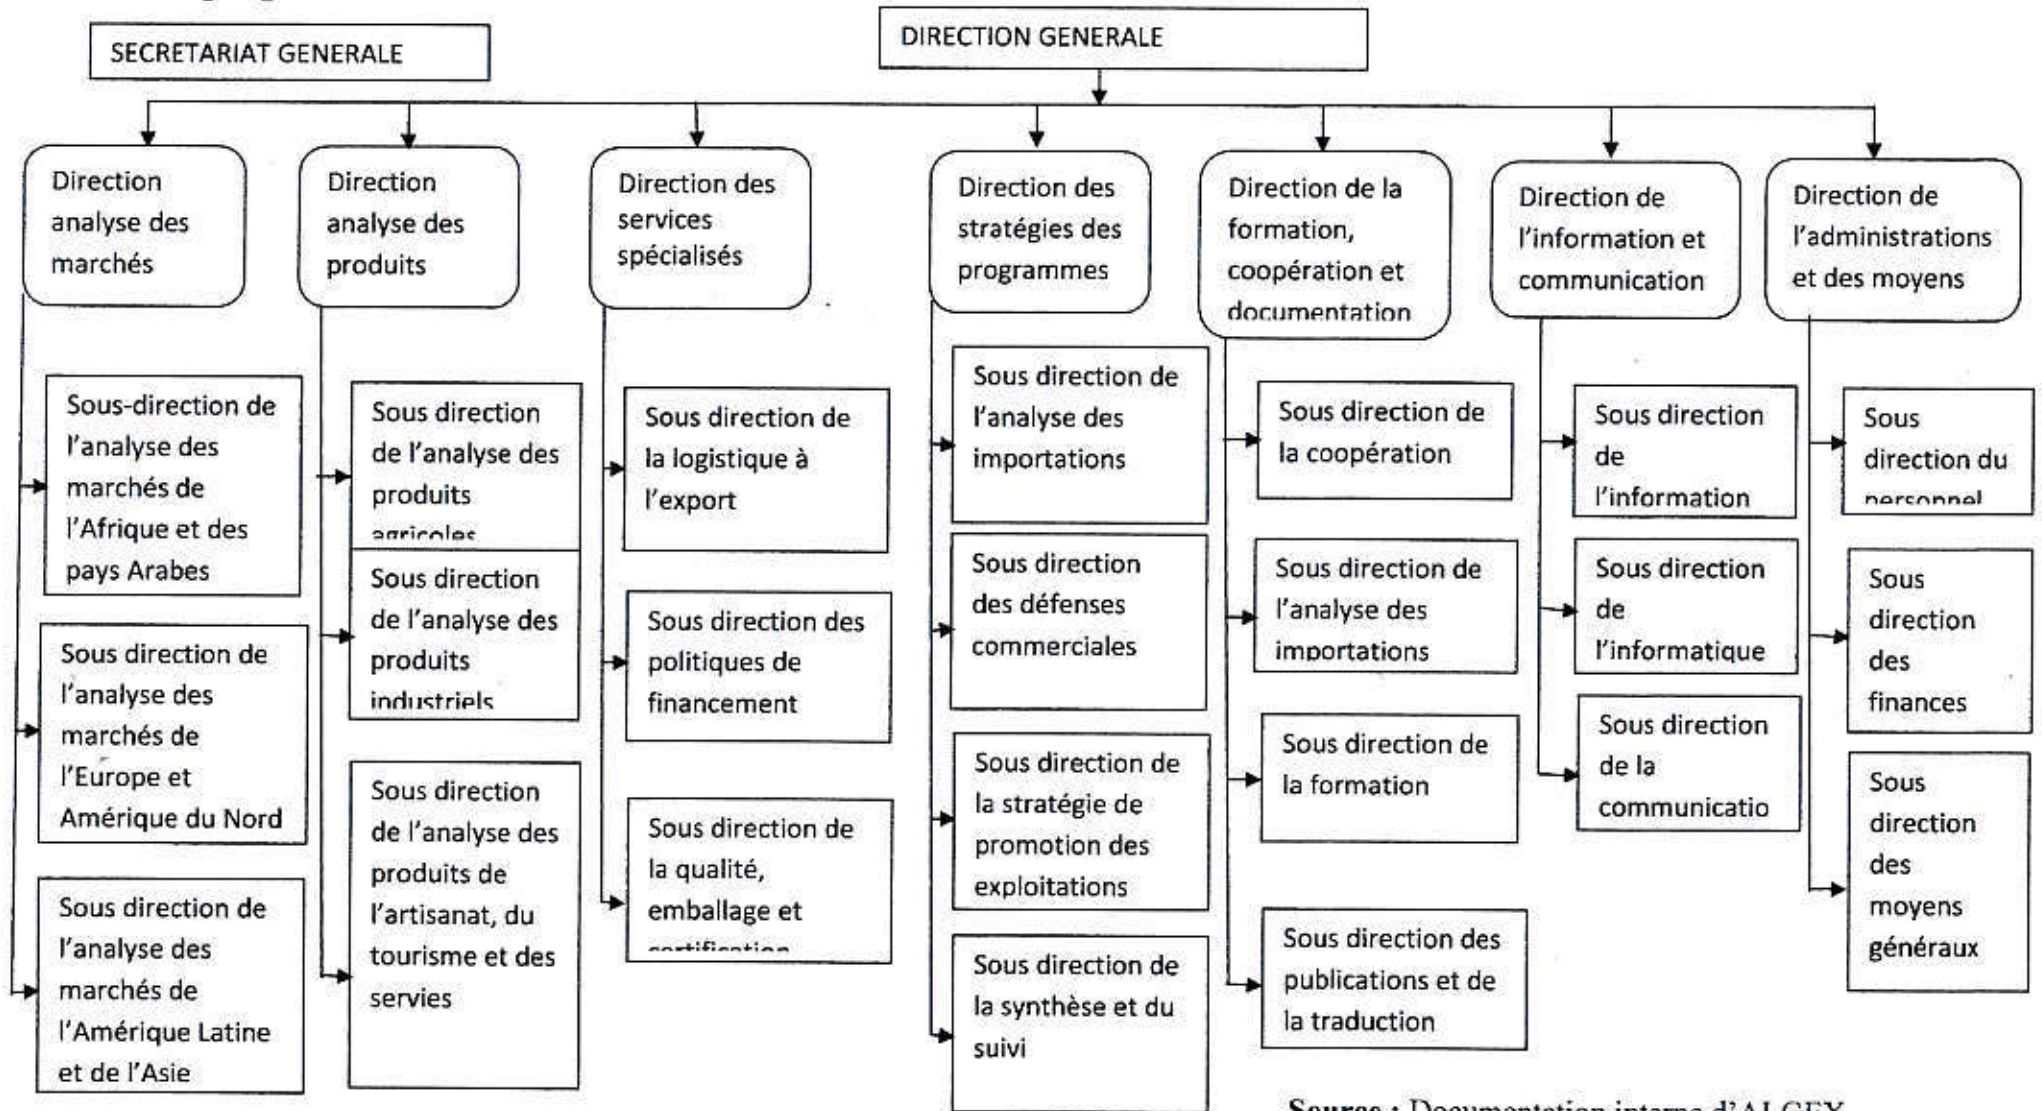 SECRETARIAT GENERALE
DIRECTION GENERALE
Direction
analyse des
marchés
Direction
analyse des
produits
Direction des
services
spécialisés
Direction des
stratégies des
programmes
Direction de la
formation,
coopération et
documentation
Direction de
l'information et
communication
Direction de
l'administrations
et des moyens
Sous-direction de
l'analyse des
marchés de
l'Afrique et des
pays Arabes
Sous direction de
l'analyse des
marchés de
l'Europe et
Amérique du Nord
Sous direction de
l'analyse des
marchés de
l'Amérique Latine
et de l'Asie
Sous direction
de l'analyse des
produits
agricoles
Sous direction
de l'analyse des
produits
industriels
Sous direction
de l'analyse des
produits de
l'artisanat, du
tourisme et des
servies
Sous direction de
la logistique à
l'export
Sous direction des
politiques de
financement
Sous direction de
la qualité,
emballage et
certification
Sous direction de
l'analyse des
importations
Sous direction
des défenses
commerciales
Sous direction de
la stratégie de
promotion des
exploitations
Sous direction de
la synthèse et du
suivi
Sous direction de
la coopération
Sous direction de
l'analyse des
importations
Sous direction de
la formation
Sous direction des
publications et de
la traduction
Sous direction
de
l'information
Sous direction
de
l'informatique
Sous direction
de la
communicatio
Sous
direction du
personnel
Sous
direction
des
finances
Sous
direction
des
moyens
généraux
Source : Documentation interne d'ALGEX